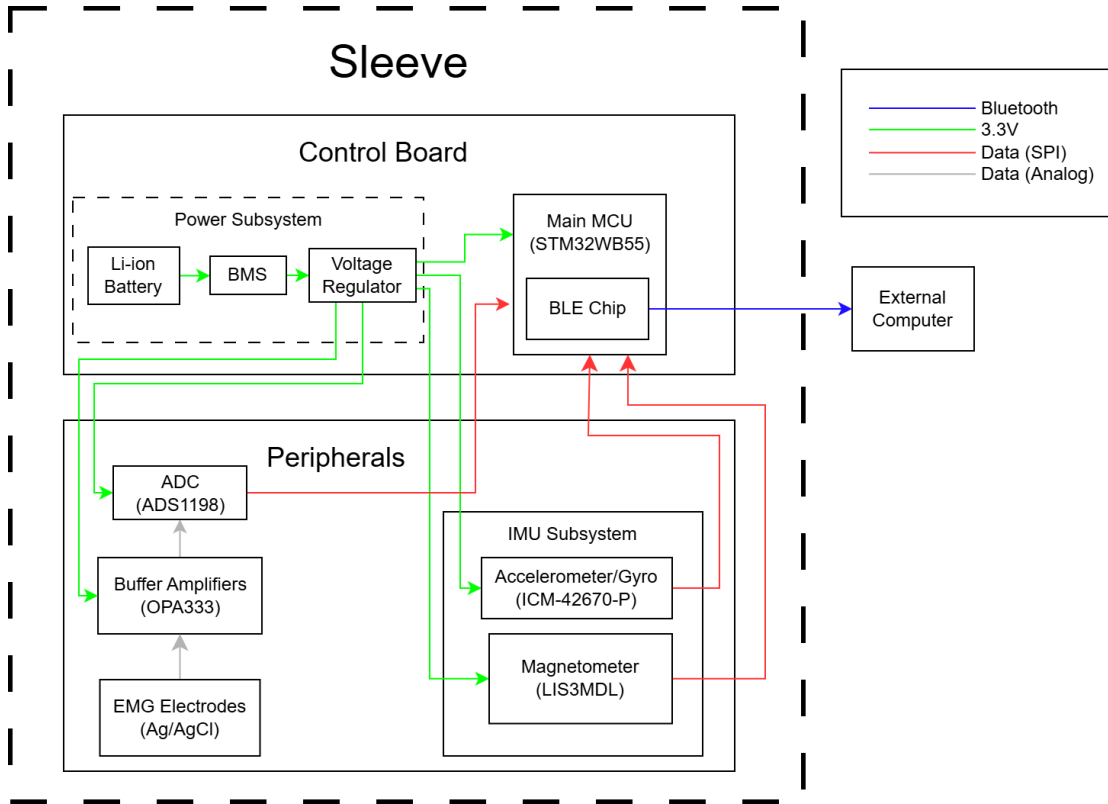 Sleeve
Control Board
Power Subsystem
Li-ion
Battery
BMS
Voltage
Regulator
Main MCU
(STM32WB55)
BLE Chip
Peripherals
ADC
(ADS1198)
Buffer Amplifiers
(OPA333)
EMG Electrodes
(Ag/AgCl)
IMU Subsystem
Accelerometer/Gyro
(ICM-42670-P)
Magnetometer
(LIS3MDL)
Bluetooth
3.3V
Data (SPI)
Data (Analog)
External
Computer